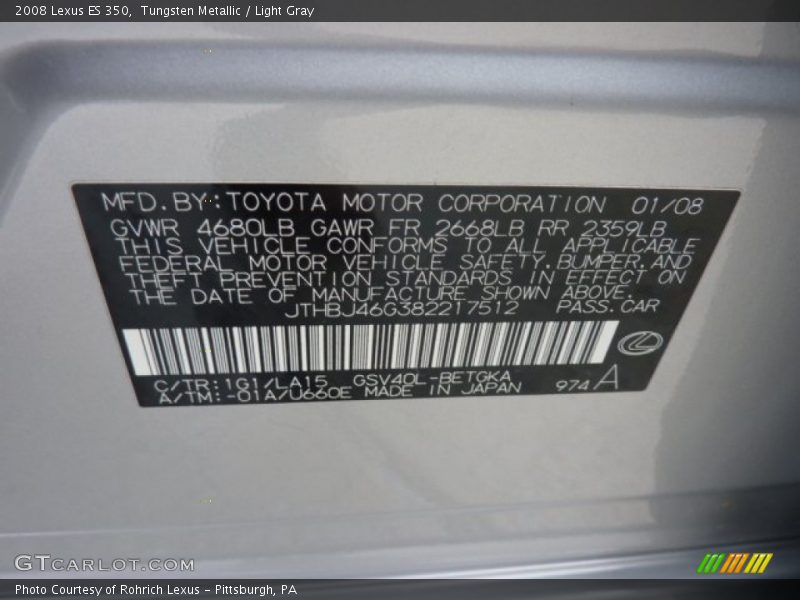 2008 Lexus ES 350, Tungsten Metallic / Light Gray
MFD. BY: TOYOTA MOTOR CORPORATION 01/08
GVWR 4680LB GAWR FR 2668LB RR 2359LB
THIS VEHICLE CONFORMS TO ALL APPLICABLE
FEDERAL MOTOR VEHICLE SAFETY, BUMPER, AND
THEFT PREVENTION STANDARDS IN EFFECT ON
THE DATE OF MANUFACTURE SHOWN ABOVE.
JTHBJ46G382217512 PASS. CAR
C/TR: 1G1/LA15 GSV40L-BETGKA
A/TM: -01A/U660E MADE IN JAPAN 974 A
GTCARLOT.COM
Photo Courtesy of Rohrich Lexus - Pittsburgh, PA